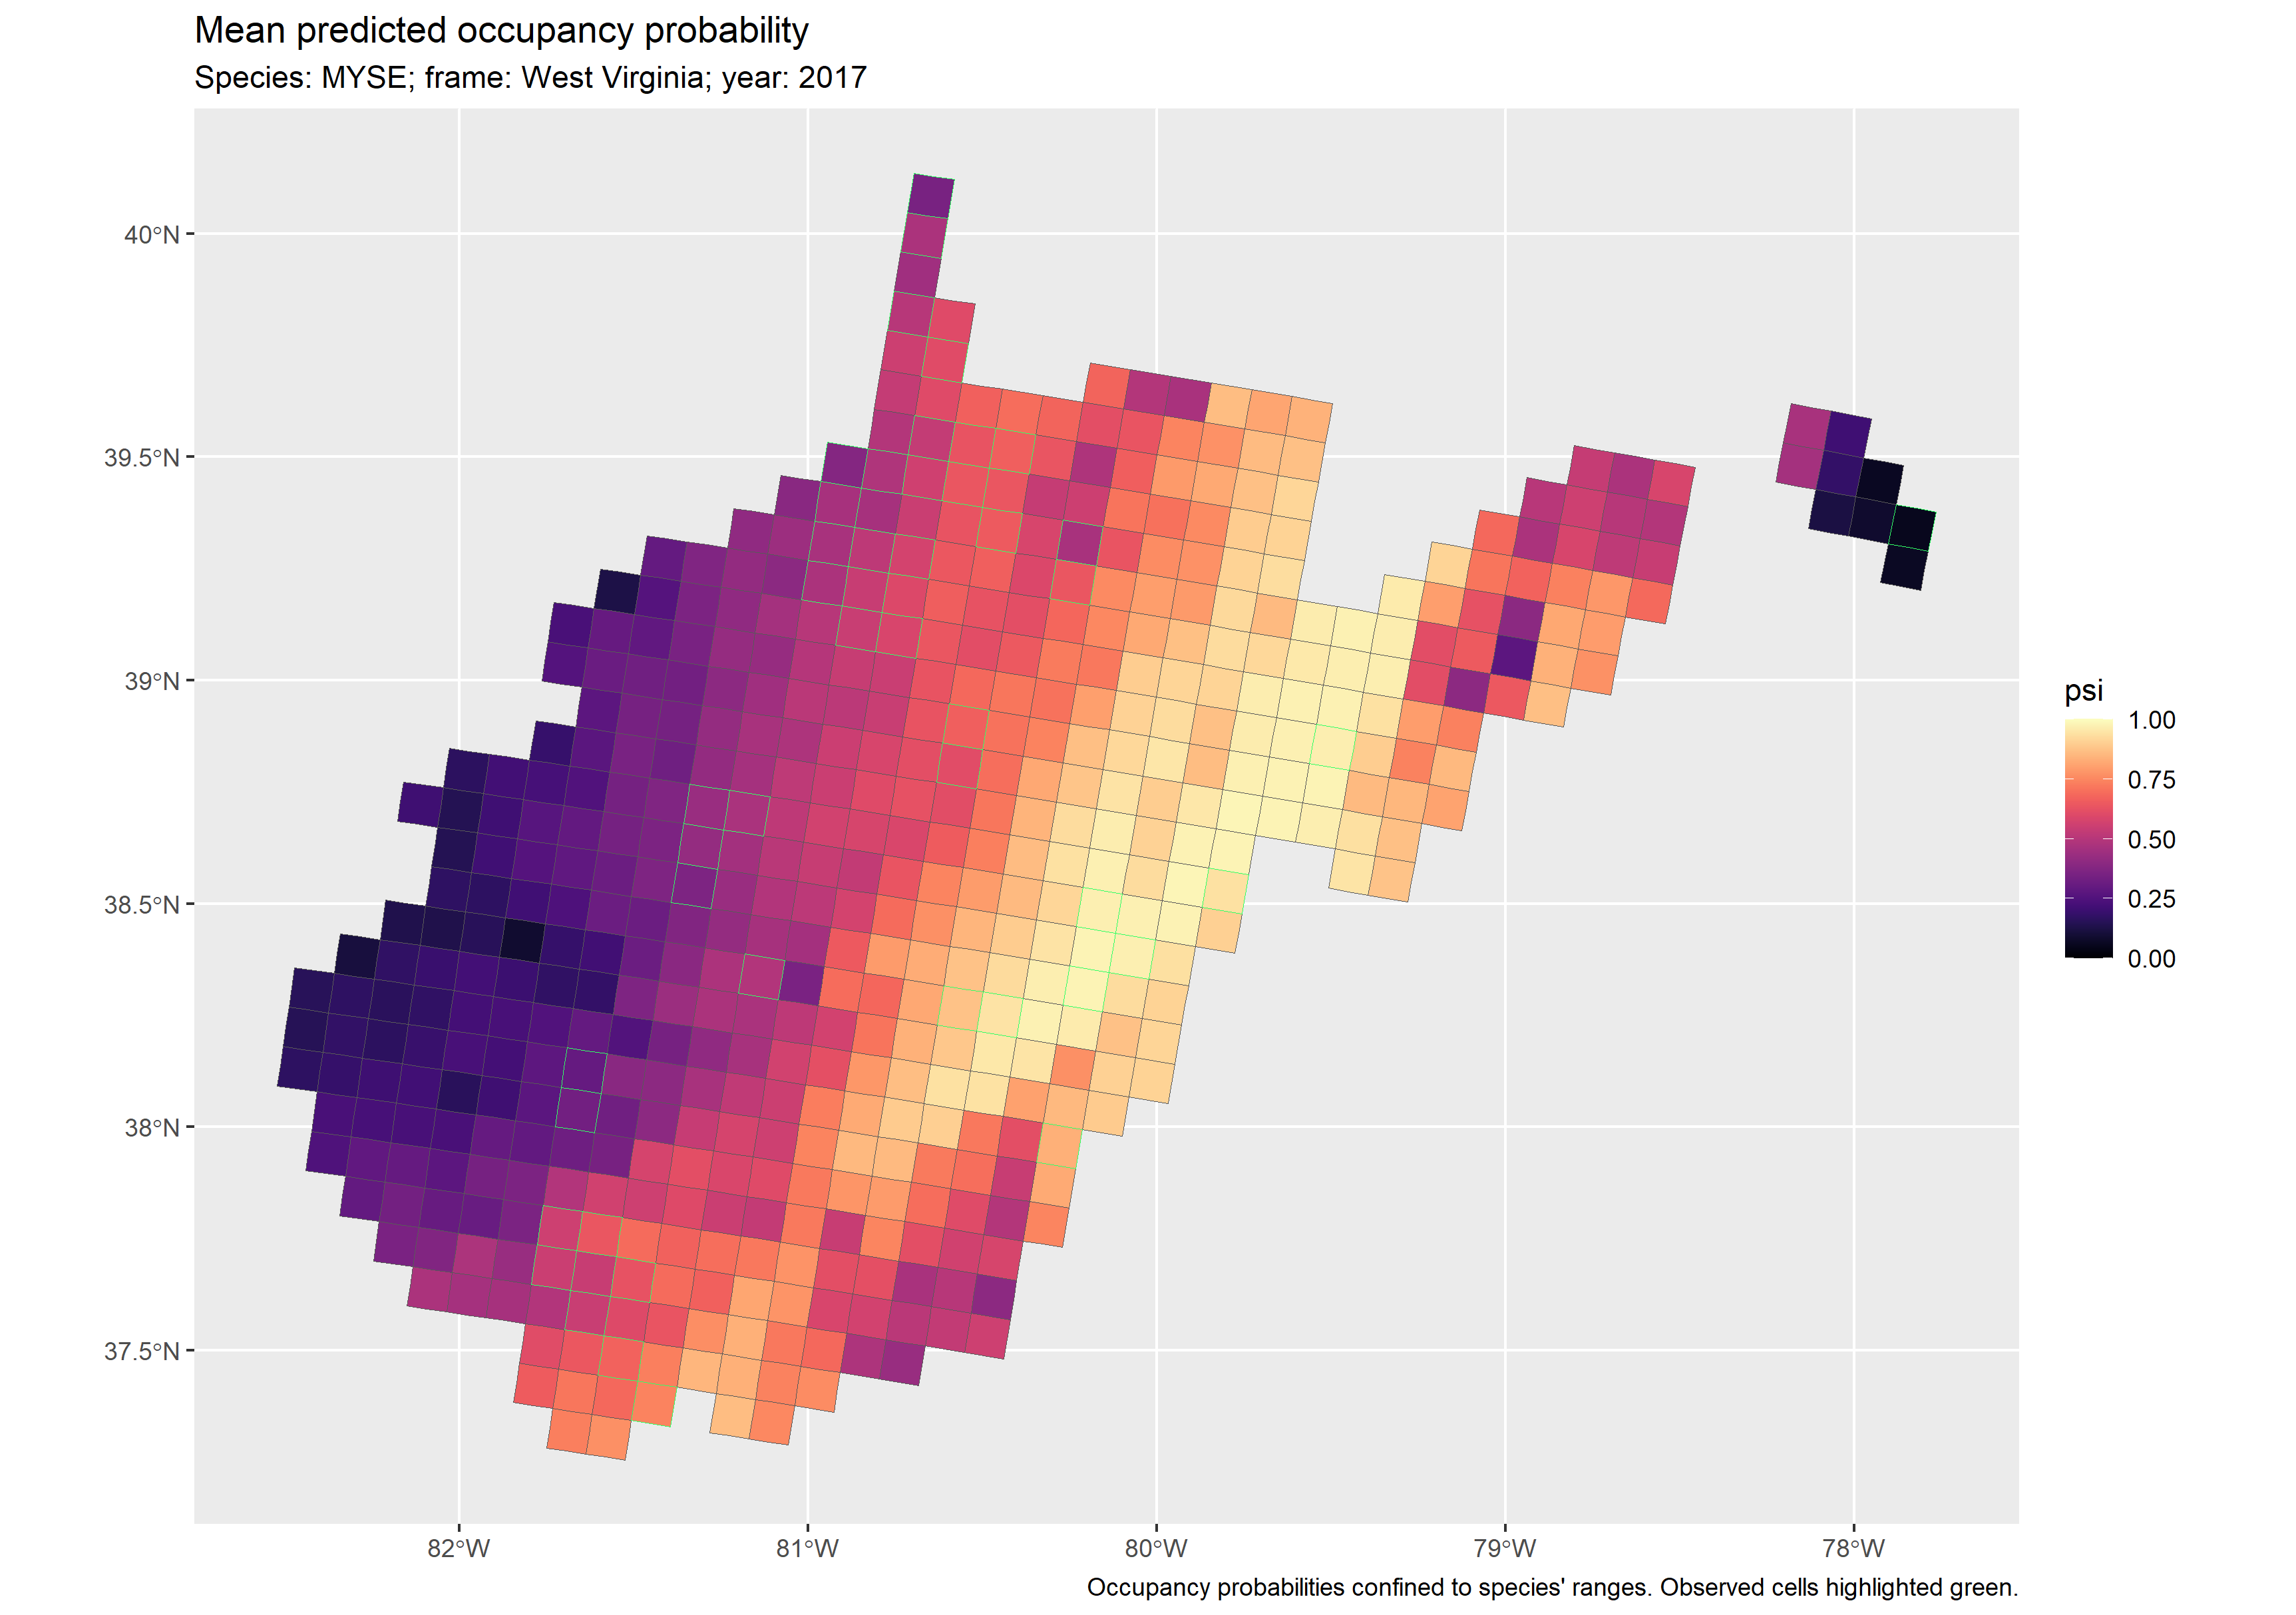 Mean predicted occupancy probability
Species: MYSE; frame: West Virginia; year: 2017
40°N
39.5°N
39°N
38.5°N
38°N
37.5°N
82°W
81°W
80°W
79°W
78°W
psi
1.00
0.75
0.50
0.25
0.00
Occupancy probabilities confined to species' ranges. Observed cells highlighted green.